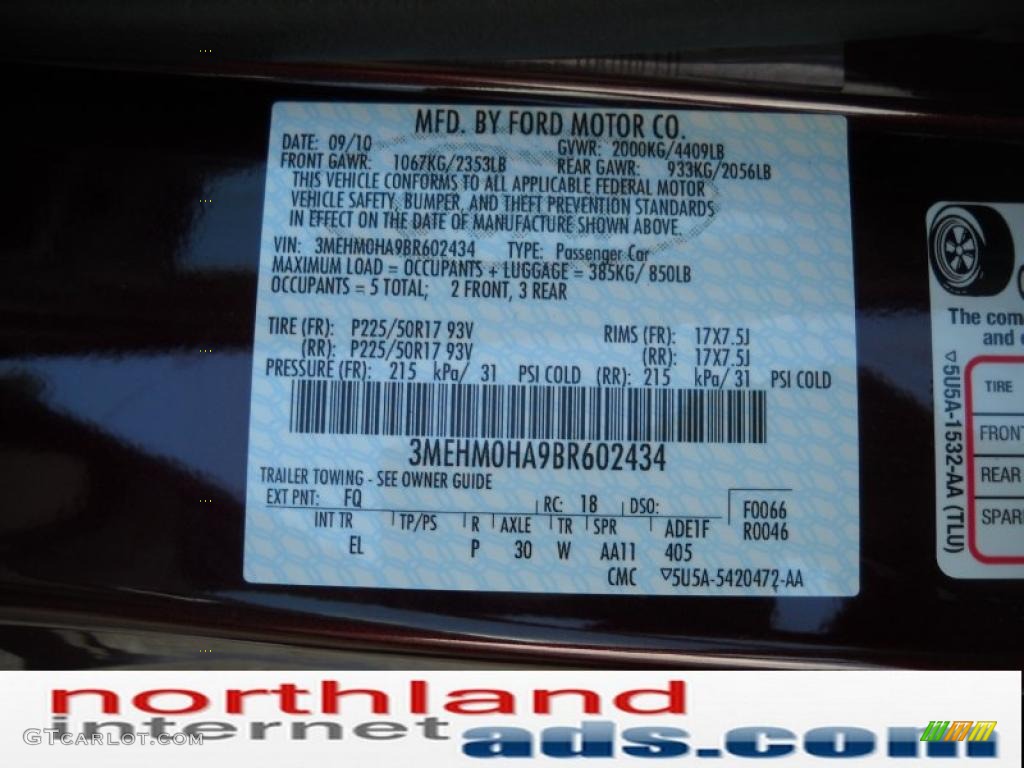 MFD. BY FORD MOTOR CO.
DATE: 09/10 GVWR: 2000KG/4409LB
FRONT GAWR: 1067KG/2353LB REAR GAWR: 933KG/2056LB
THIS VEHICLE CONFORMS TO ALL APPLICABLE FEDERAL MOTOR
VEHICLE SAFETY, BUMPER, AND THEFT PREVENTION STANDARDS
IN EFFECT ON THE DATE OF MANUFACTURE SHOWN ABOVE.
VIN: 3MEHM0HA9BR602434 TYPE: Passenger Car
MAXIMUM LOAD = OCCUPANTS + LUGGAGE = 385KG/ 850LB
OCCUPANTS = 5 TOTAL; 2 FRONT, 3 REAR
TIRE (FR): P225/50R17 93V RIMS (FR): 17X7.5J
(RR): P225/50R17 93V (RR): 17X7.5J
PRESSURE (FR): 215 kPa/ 31 PSI COLD (RR): 215 kPa/ 31 PSI COLD
3MEHM0HA9BR602434
TRAILER TOWING - SEE OWNER GUIDE
EXT PNT: FQ RC: 18 DSO: F0066
R0046
INT TR TP/PS R AXLE TR SPR ADE1F
EL P 30 W AA11 405
CMC ▽5U5A-5420472-AA
The com
and
▽5U5A-1532-AA (TLU)
TIRE
FRONT
REAR
SPAR
northland
internet
ads.com
GTCARLOT.COM